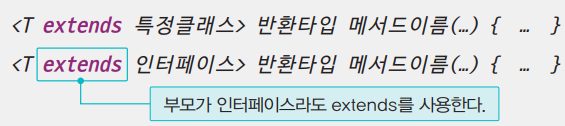 <T extends 특정클래스> 반환타입 메서드이름(…) { … }
<T extends 인터페이스> 반환타입 메서드이름(…) { … }
부모가 인터페이스라도 extends를 사용한다.